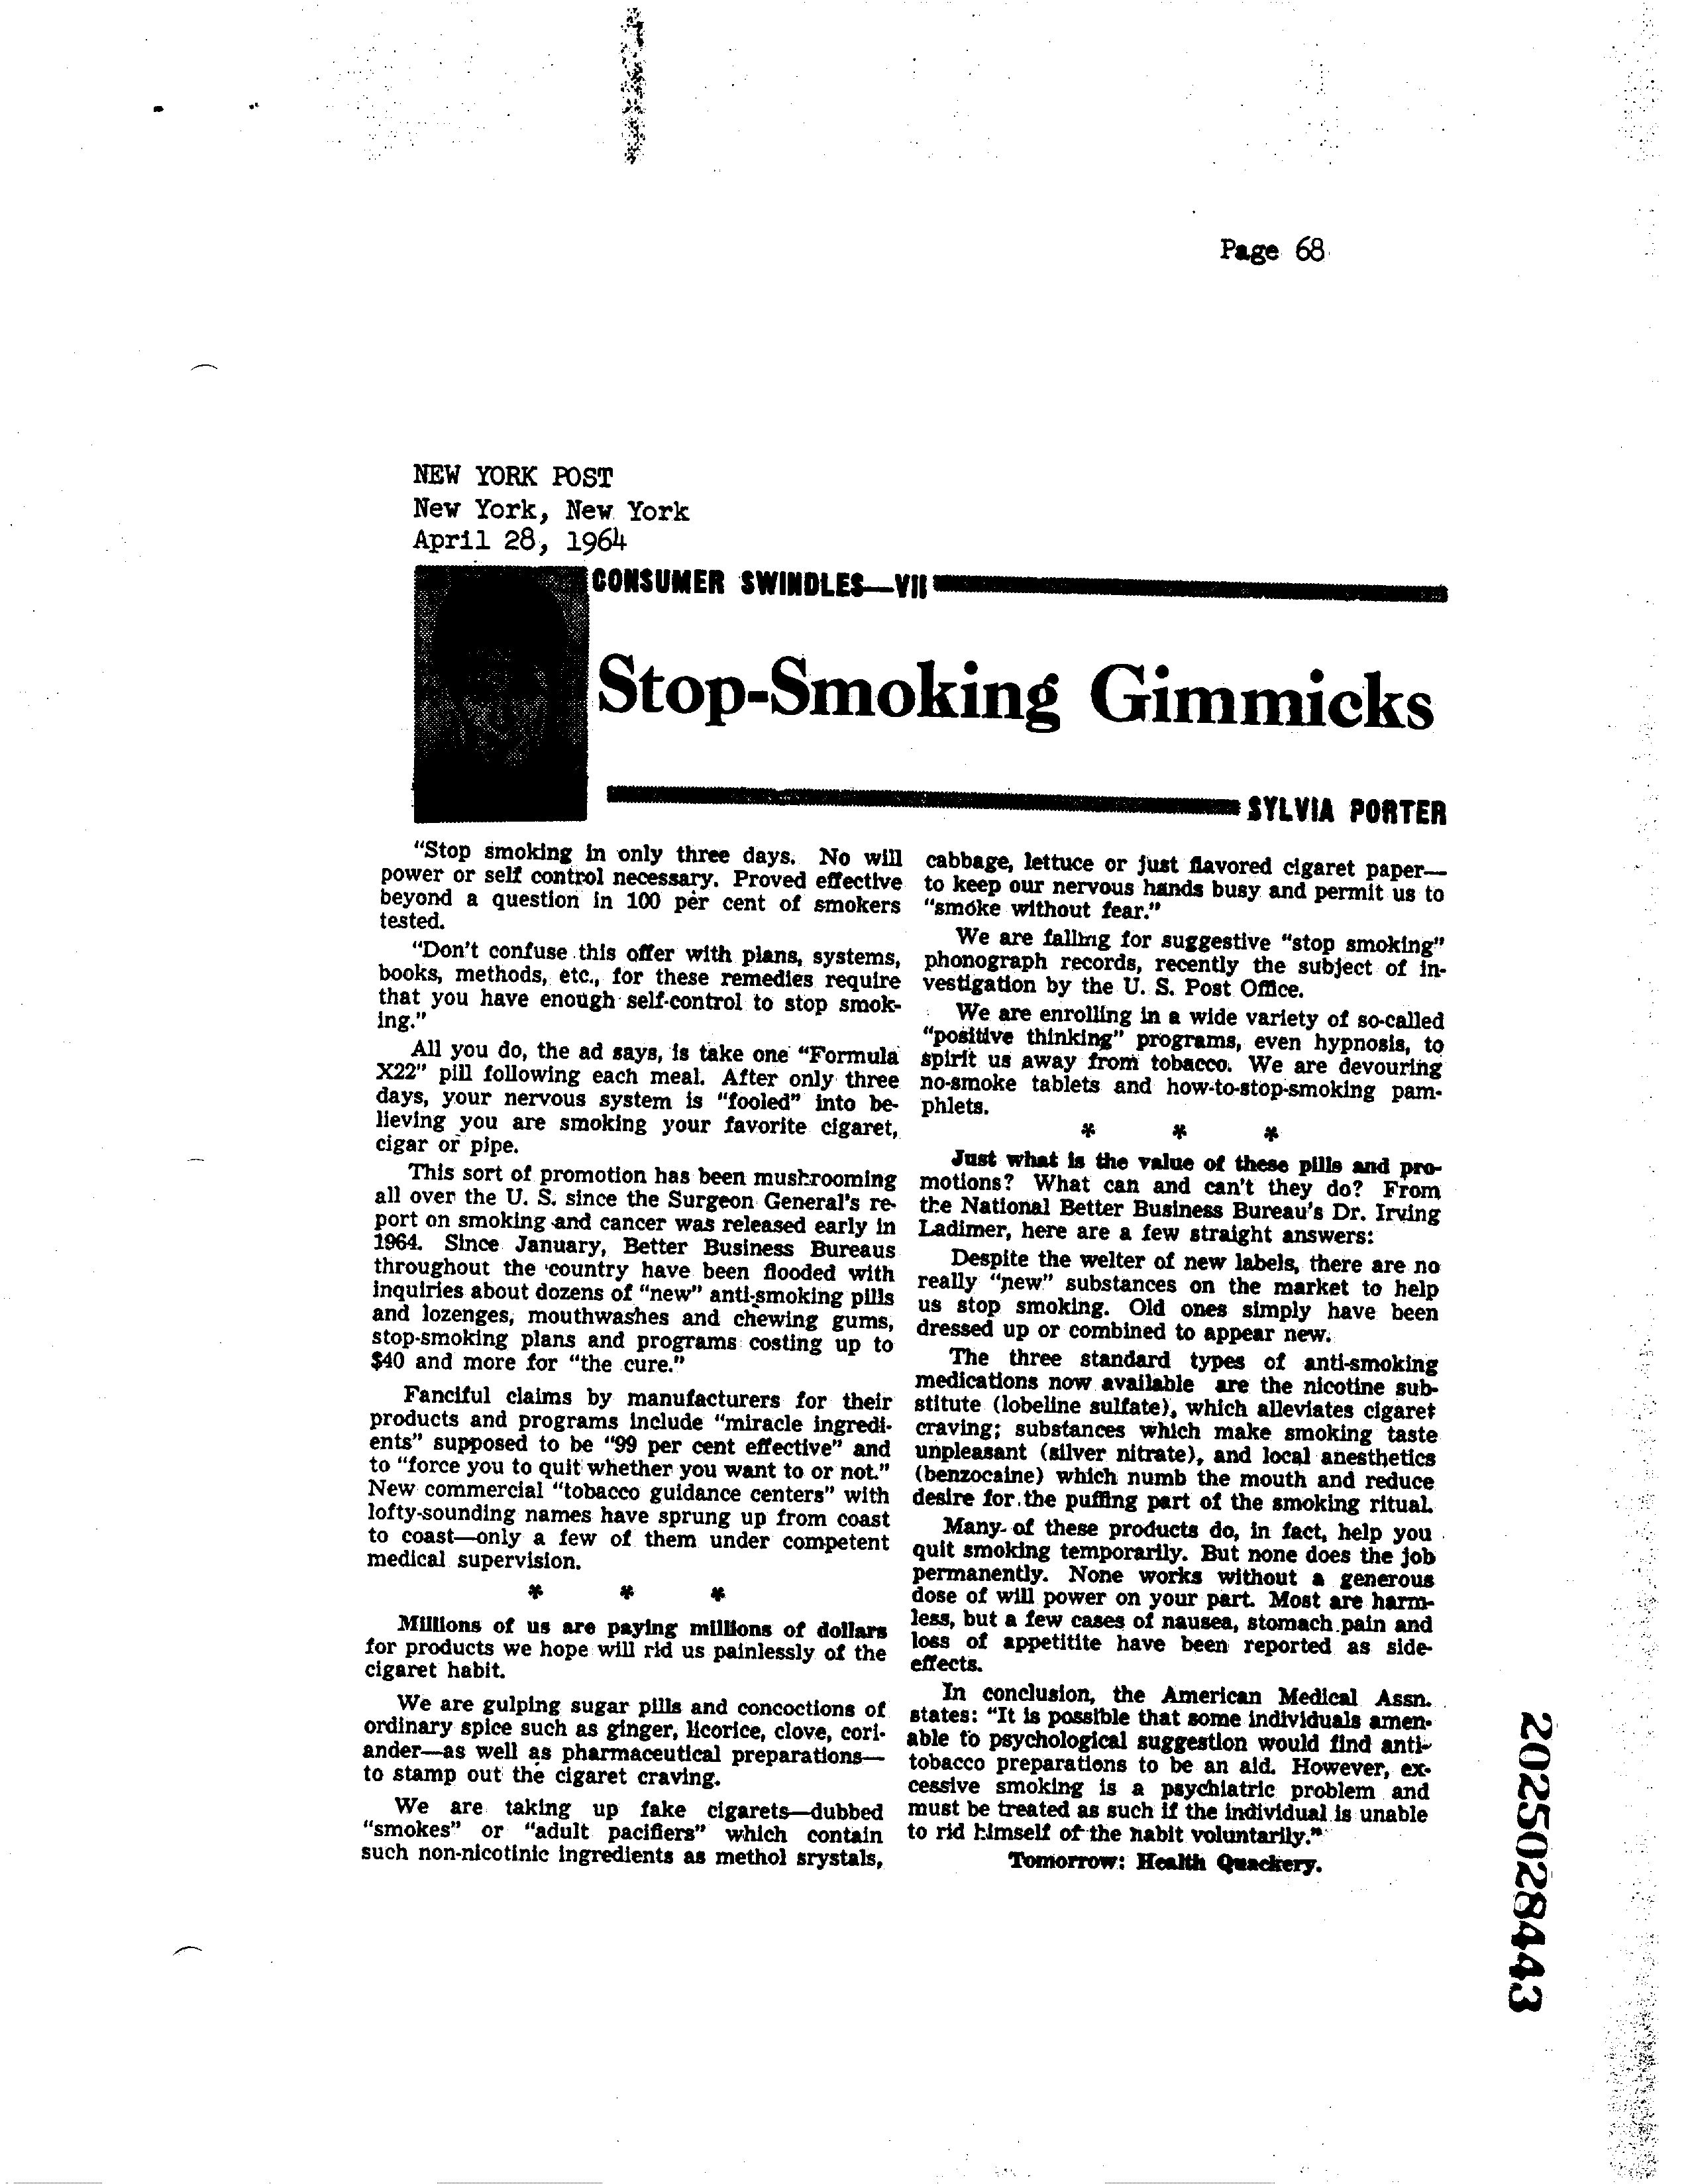 Page 68
NEW YORK POST
New York, New York
April 28, 1964
CONSUMER SWINDLES—VII
Stop-Smoking Gimmicks
SYLVIA PORTER
"Stop smoking in only three days. No will
power or self control necessary. Proved effective
beyond a question in 100 per cent of smokers
tested.
"Don't confuse this offer with plans, systems,
books, methods, etc., for these remedies require
that you have enough self-control to stop smok-
ing."
All you do, the ad says, is take one "Formula
X22" pill following each meal. After only three
days, your nervous system is "fooled" into be-
lieving you are smoking your favorite cigaret,
cigar or pipe.
This sort of promotion has been mushrooming
all over the U. S. since the Surgeon General's re-
port on smoking and cancer was released early in
1964. Since January, Better Business Bureaus
throughout the country have been flooded with
inquiries about dozens of "new" anti-smoking pills
and lozenges, mouthwashes and chewing gums,
stop-smoking plans and programs costing up to
$40 and more for "the cure."
Fanciful claims by manufacturers for their
products and programs include "miracle ingredi-
ents" supposed to be "99 per cent effective" and
to "force you to quit whether you want to or not."
New commercial "tobacco guidance centers" with
lofty-sounding names have sprung up from coast
to coast—only a few of them under competent
medical supervision.
* * *
Millions of us are paying millions of dollars
for products we hope will rid us painlessly of the
cigaret habit.
We are gulping sugar pills and concoctions of
ordinary spice such as ginger, licorice, clove, cori-
ander—as well as pharmaceutical preparations—
to stamp out the cigaret craving.
We are taking up fake cigarets—dubbed
"smokes" or "adult pacifiers" which contain
such non-nicotinic ingredients as methol srystals,
cabbage, lettuce or just flavored cigaret paper—
to keep our nervous hands busy and permit us to
"smoke without fear."
We are falling for suggestive "stop smoking"
phonograph records, recently the subject of in-
vestigation by the U. S. Post Office.
We are enrolling in a wide variety of so-called
"positive thinking" programs, even hypnosis, to
spirit us away from tobacco. We are devouring
no-smoke tablets and how-to-stop-smoking pam-
phlets.
* * *
Just what is the value of these pills and pro-
motions? What can and can't they do? From
the National Better Business Bureau's Dr. Irving
Ladimer, here are a few straight answers:
Despite the welter of new labels, there are no
really "new" substances on the market to help
us stop smoking. Old ones simply have been
dressed up or combined to appear new.
The three standard types of anti-smoking
medications now available are the nicotine sub-
stitute (lobeline sulfate), which alleviates cigaret
craving; substances which make smoking taste
unpleasant (silver nitrate), and local anesthetics
(benzocaine) which numb the mouth and reduce
desire for the puffing part of the smoking ritual.
Many of these products do, in fact, help you
quit smoking temporarily. But none does the job
permanently. None works without a generous
dose of will power on your part. Most are harm-
less, but a few cases of nausea, stomach pain and
loss of appetitite have been reported as side-
effects.
In conclusion, the American Medical Assn.
states: "It is possible that some individuals amen-
able to psychological suggestion would find anti-
tobacco preparations to be an aid. However, ex-
cessive smoking is a psychiatric problem and
must be treated as such if the individual is unable
to rid himself of the habit voluntarily."
Tomorrow: Health Quackery.
2025028443